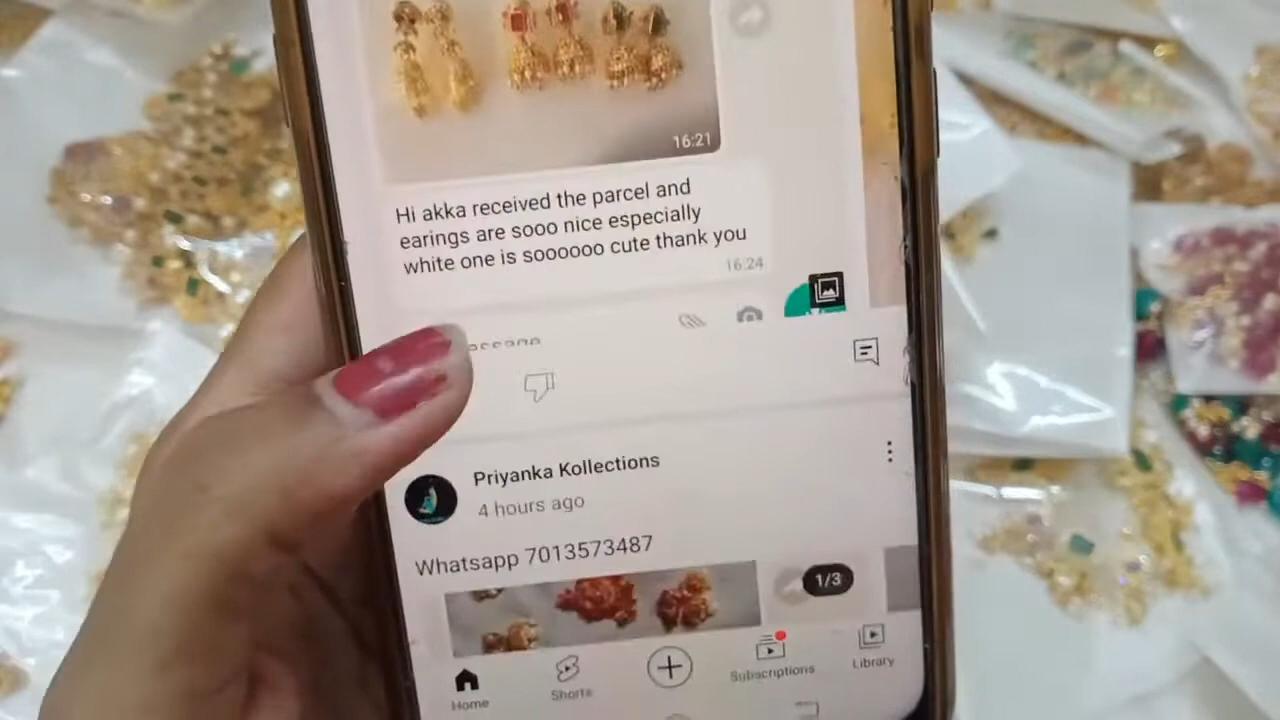 16:21
Hi akka received the parcel and
earings are sooo nice especially
white one is soooooo cute thank you
16:24
Priyanka Kollections
4 hours ago
Whatsapp 7013573487
1/3
Home
Shorts
Subscriptions
Library